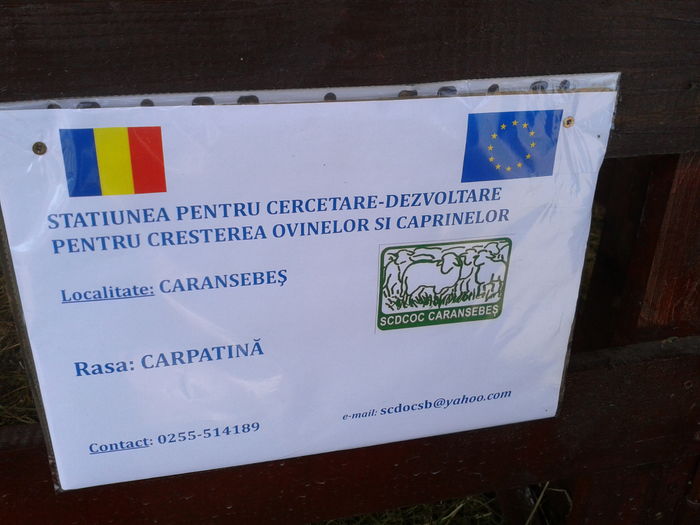 STATIUNEA PENTRU CERCETARE-DEZVOLTARE
PENTRU CRESTEREA OVINELOR SI CAPRINELOR
Localitate: CARANSEBEŞ
SCDCOC CARANSEBEŞ
Rasa: CARPATINĂ
e-mail: scdocsb@yahoo.com
Contact: 0255-514189